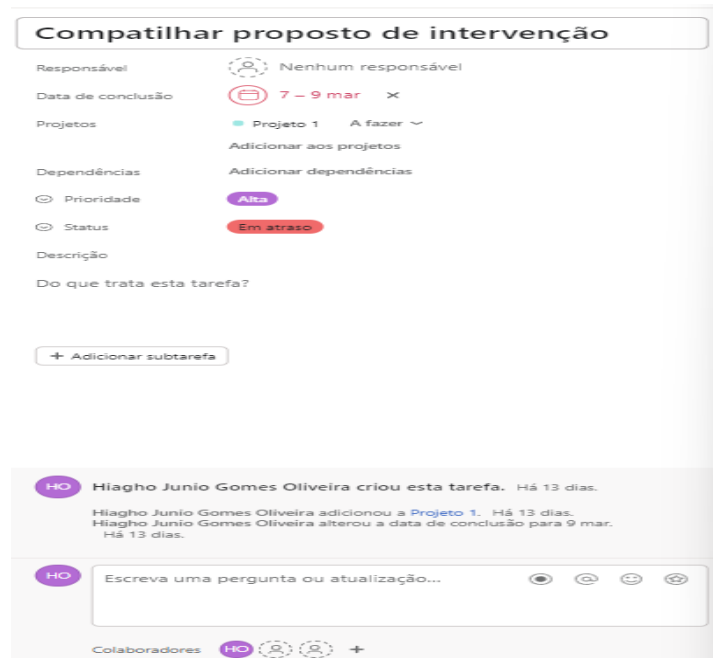 Compatilhar proposto de intervenção
Responsável Nenhum responsável
Data de conclusão 7 – 9 mar ×
Projetos Projeto 1 A fazer
Adicionar aos projetos
Dependências Adicionar dependências
Prioridade Alta
Status Em atraso
Descrição
Do que trata esta tarefa?
+ Adicionar subtarefa
HO Hiagho Junio Gomes Oliveira criou esta tarefa. Há 13 dias.
Hiagho Junio Gomes Oliveira adicionou a Projeto 1. Há 13 dias.
Hiagho Junio Gomes Oliveira alterou a data de conclusão para 9 mar.
Há 13 dias.
HO Escreva uma pergunta ou atualização... @
Colaboradores HO +